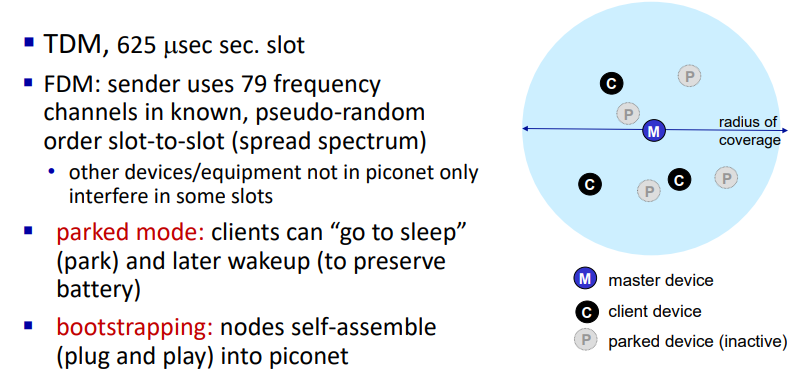 TDM, 625 μsec sec. slot
FDM: sender uses 79 frequency
channels in known, pseudo-random
order slot-to-slot (spread spectrum)
other devices/equipment not in piconet only
interfere in some slots
parked mode: clients can “go to sleep”
(park) and later wakeup (to preserve
battery)
bootstrapping: nodes self-assemble
(plug and play) into piconet
P
C
P
M
radius of
coverage
C
P
C
P
M master device
C client device
P parked device (inactive)